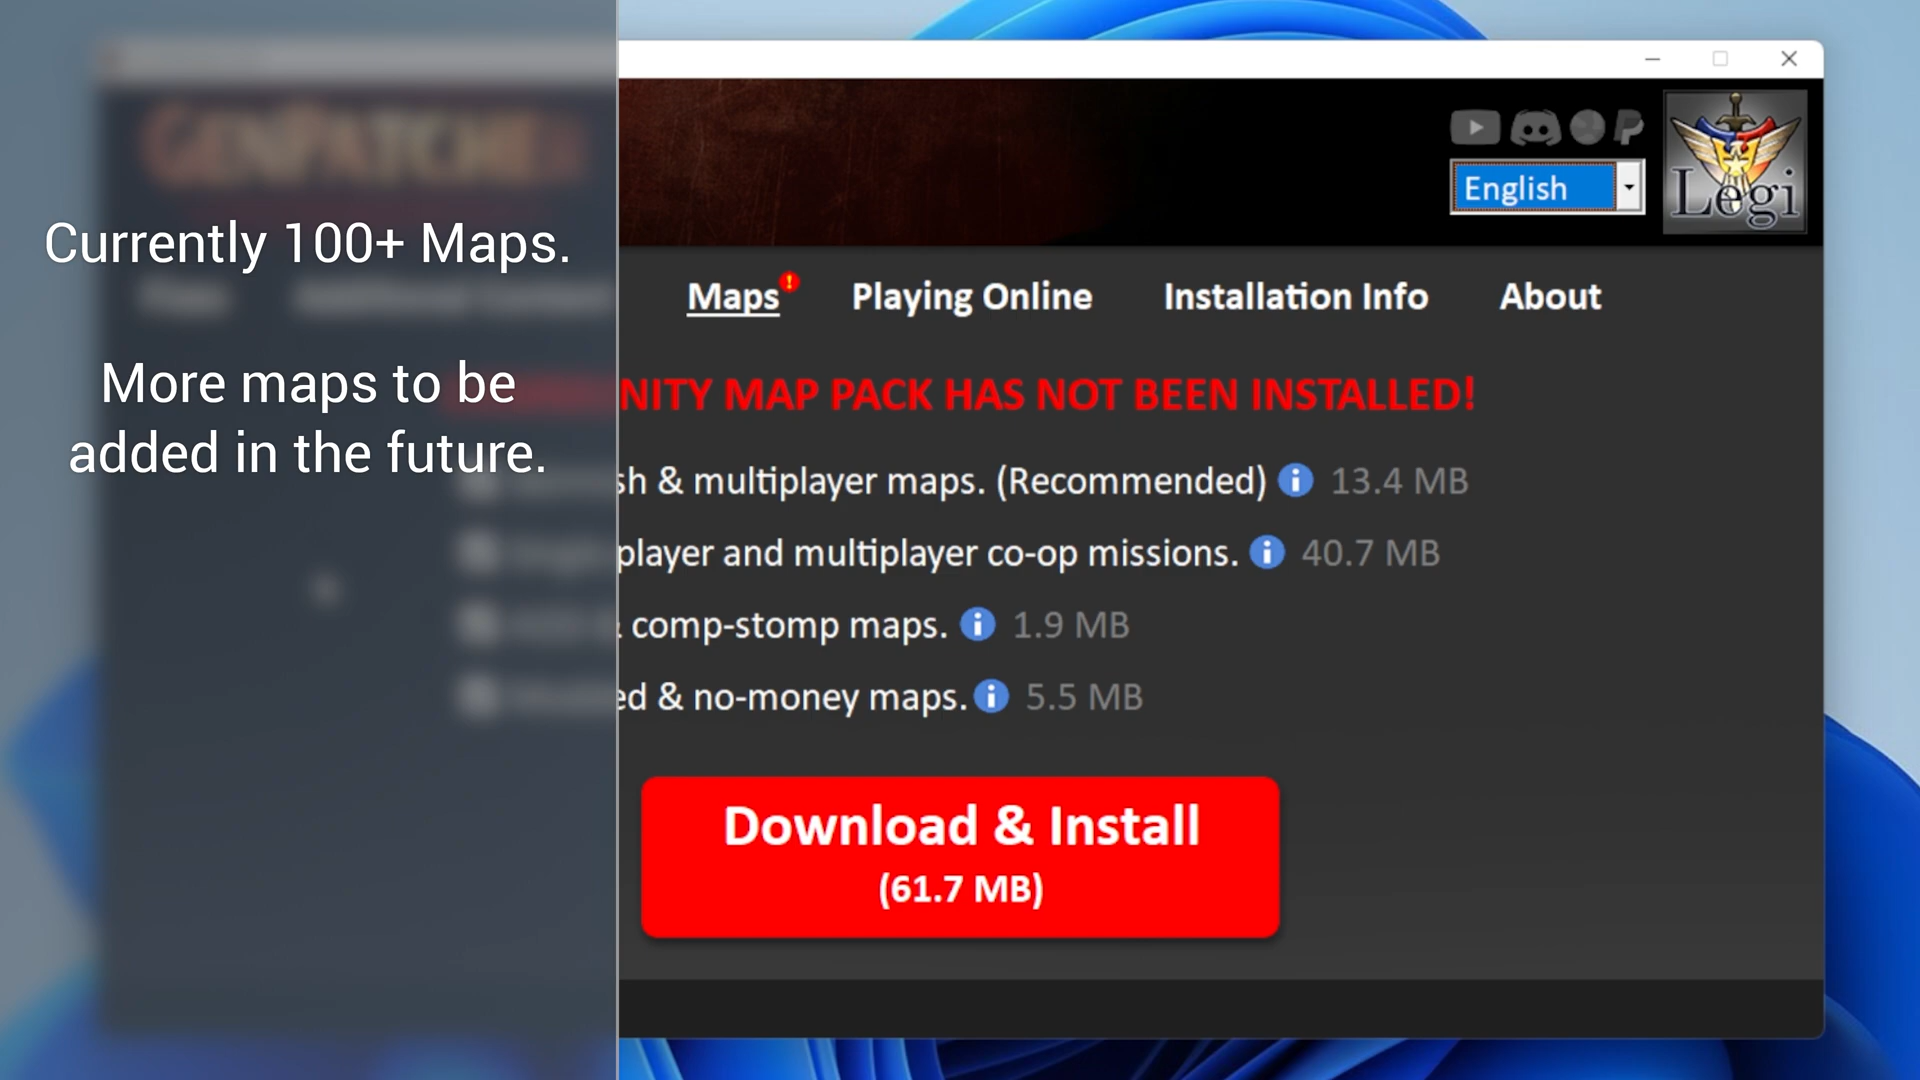 GENPATCHER
Currently 100+ Maps.
More maps to be
added in the future.
English
Legi
Maps
!
Playing Online
Installation Info
About
NITY MAP PACK HAS NOT BEEN INSTALLED!
sh & multiplayer maps. (Recommended) i 13.4 MB
player and multiplayer co-op missions. i 40.7 MB
& comp-stomp maps. i 1.9 MB
ed & no-money maps. i 5.5 MB
Download & Install
(61.7 MB)